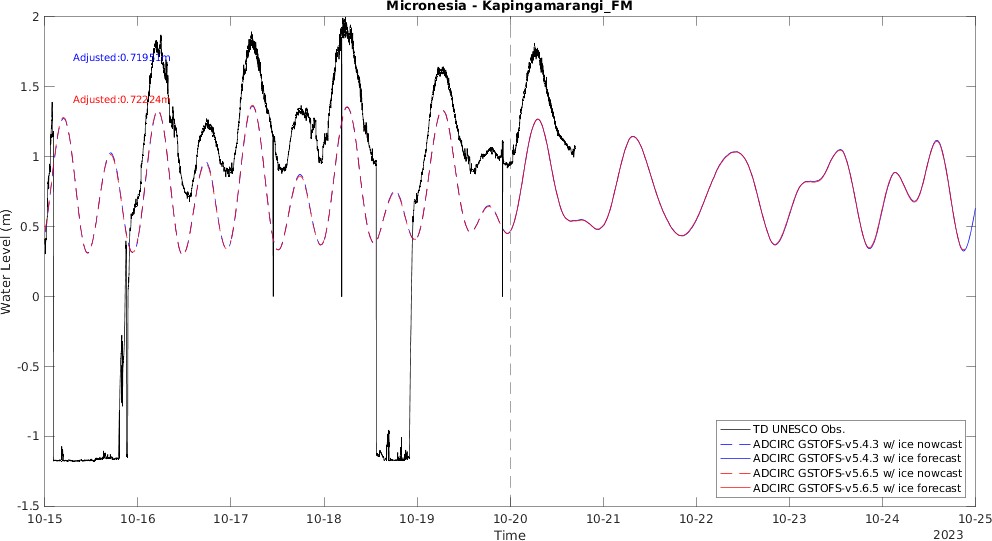 Micronesia - Kapingamarangi_FM
2
Adjusted:0.71951m
1.5
Adjusted:0.72224m
1
0.5
Water Level (m)
0
-0.5
-1
-1.5
TD UNESCO Obs.
ADCIRC GSTOFS-v5.4.3 w/ ice nowcast
ADCIRC GSTOFS-v5.4.3 w/ ice forecast
ADCIRC GSTOFS-v5.6.5 w/ ice nowcast
ADCIRC GSTOFS-v5.6.5 w/ ice forecast
10-15 10-16 10-17 10-18 10-19 10-20 10-21 10-22 10-23 10-24 10-25
Time
2023